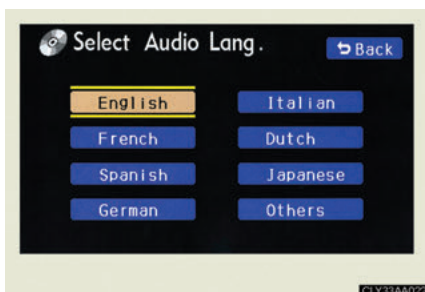 Select Audio Lang.
Back
English
Italian
French
Dutch
Spanish
Japanese
German
Others